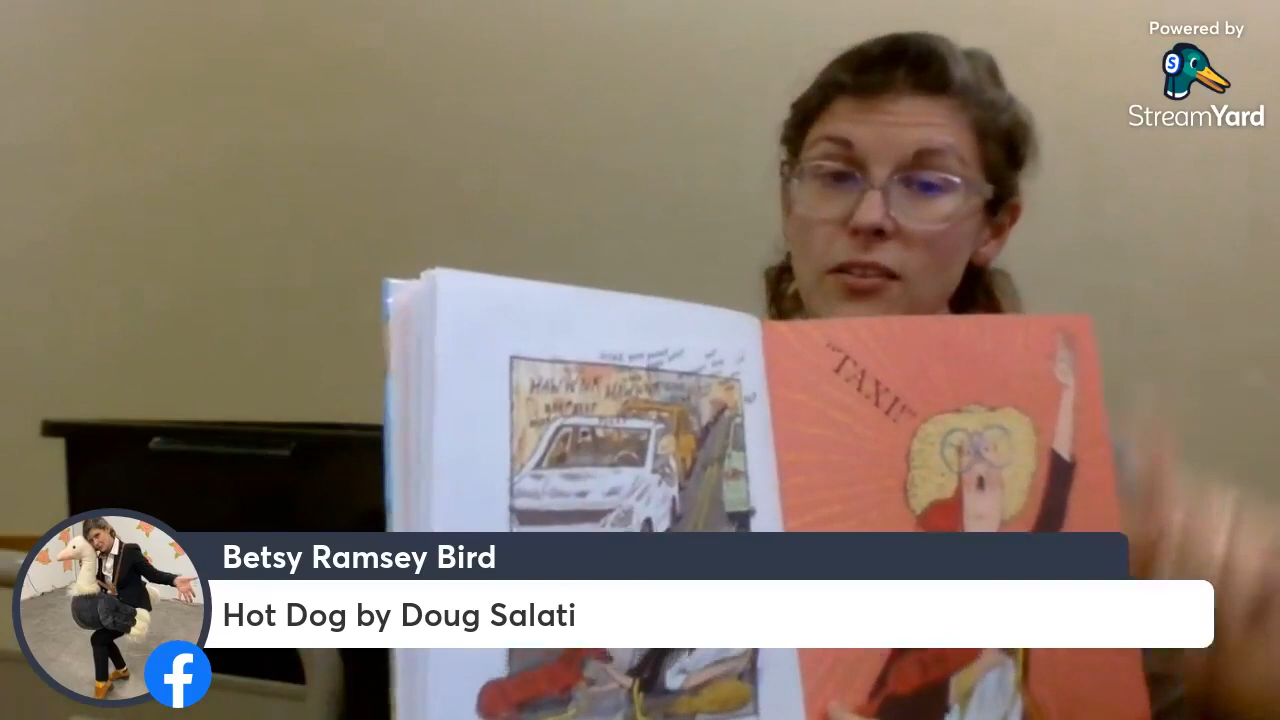 Powered by
StreamYard
"TAXI!"
Betsy Ramsey Bird
Hot Dog by Doug Salati